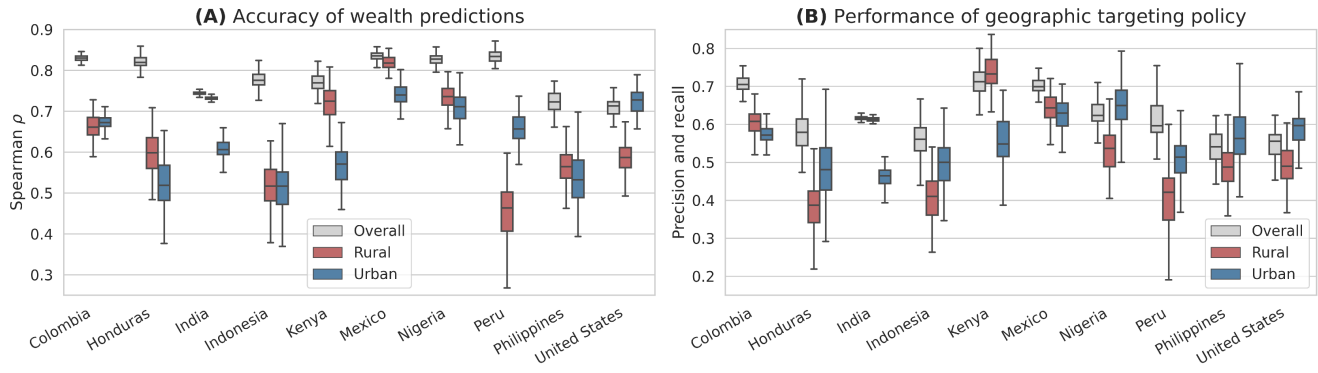 (A) Accuracy of wealth predictions
Spearman ρ
0.9
0.8
0.7
0.6
0.5
0.4
0.3
Overall
Rural
Urban
Colombia
Honduras
India
Indonesia
Kenya
Mexico
Nigeria
Peru
Philippines
United States
(B) Performance of geographic targeting policy
Precision and recall
0.8
0.7
0.6
0.5
0.4
0.3
0.2
Overall
Rural
Urban
Colombia
Honduras
India
Indonesia
Kenya
Mexico
Nigeria
Peru
Philippines
United States